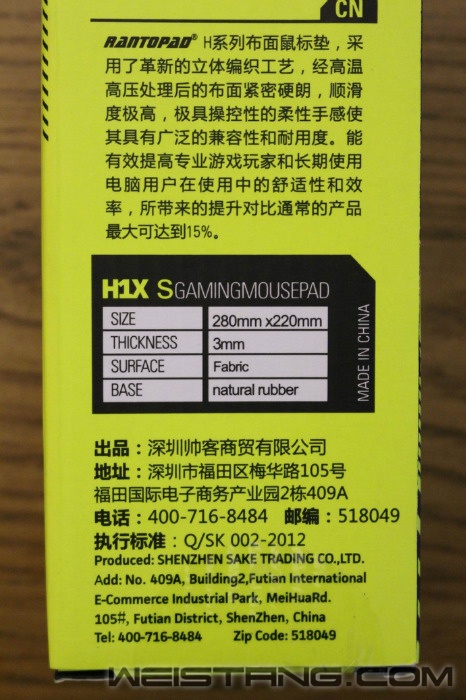 CN
RANTOPAD® H系列布面鼠标垫，采
用了革新的立体编织工艺，经高温
高压处理后的布面紧密硬朗，顺滑
度极高，极具操控性的柔性手感使
其具有广泛的兼容性和耐用度。能
有效提高专业游戏玩家和长期使用
电脑用户在使用中的舒适性和效
率，所带来的提升对比通常的产品
最大可达到15%。
H1X SGAMINGMOUSEPAD
SIZE 280mm x220mm
THICKNESS 3mm
SURFACE Fabric
BASE natural rubber
MADE IN CHINA
出品：深圳帅客商贸有限公司
地址：深圳市福田区梅华路105号
福田国际电子商务产业园2栋409A
电话：400-716-8484 邮编：518049
执行标准：Q/SK 002-2012
Produced: SHENZHEN SAKE TRADING CO.,LTD.
Add: No. 409A, Building2,Futian International
E-Commerce Industrial Park, MeiHuaRd.
105#, Futian District, ShenZhen, China
Tel: 400-716-8484 Zip Code: 518049
WEISTANG.COM